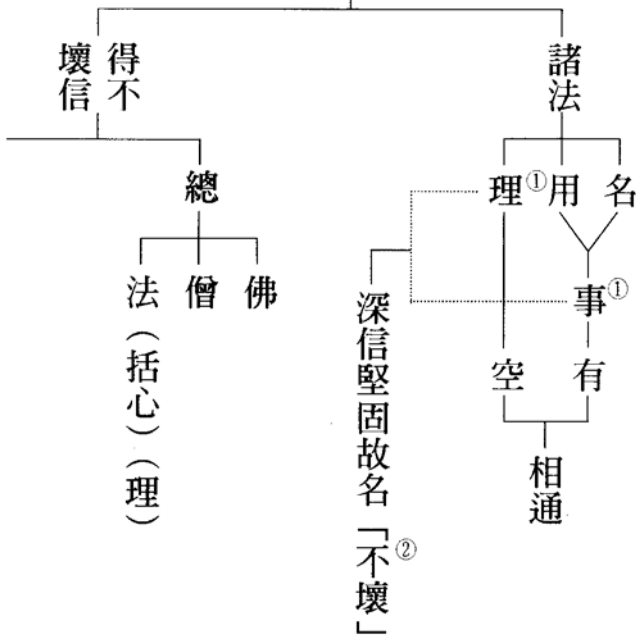 諸法
名
用
理①
事①
有
空
相通
深信堅固故名「不壞」②
得不
壞信
總
佛
僧
法（括心）（理）